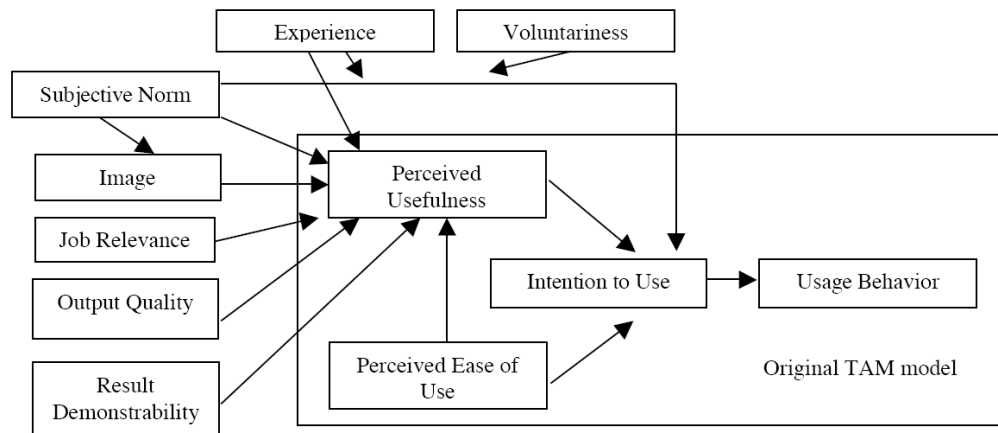 Experience
Voluntariness
Subjective Norm
Image
Perceived
Usefulness
Job Relevance
Intention to Use
Usage Behavior
Output Quality
Perceived Ease of
Use
Original TAM model
Result
Demonstrability